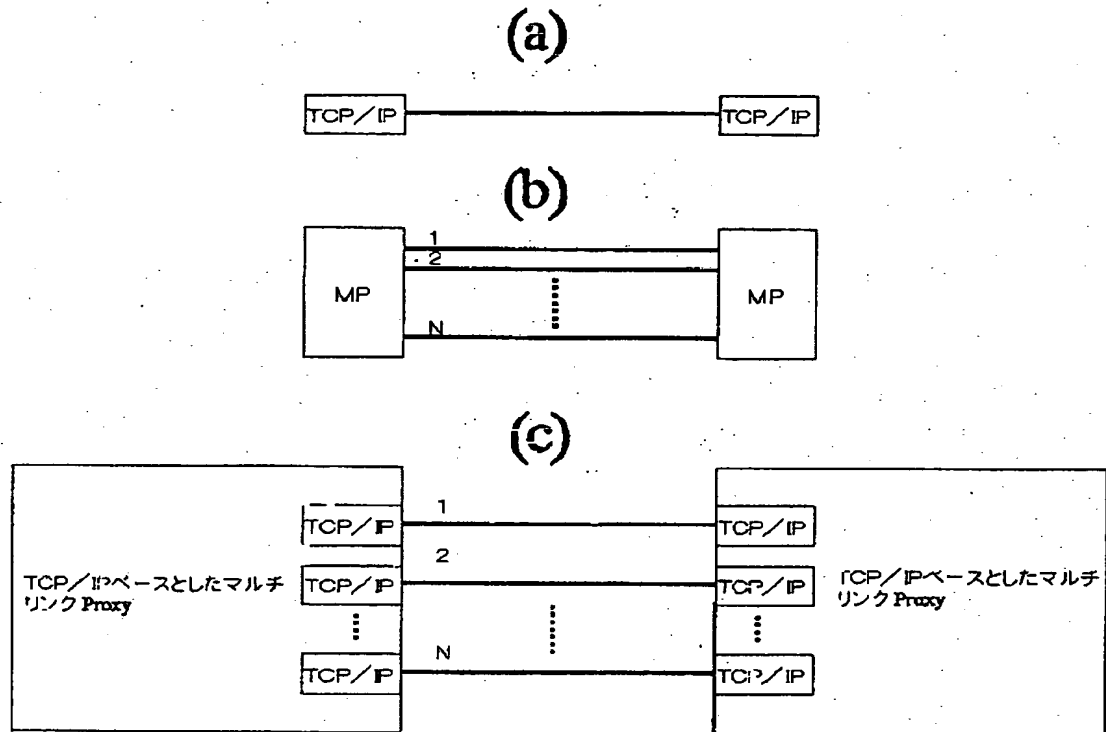 (a)
TCP/IP TCP/IP
(b)
1
2
MP MP
N
(c)
1
TCP/IP TCP/IP
2
TCP/IPベースとしたマルチ TCP/IP TCP/IP TCP/IPベースとしたマルチ
リンク Proxy リンク Proxy
N
TCP/IP TCP/IP